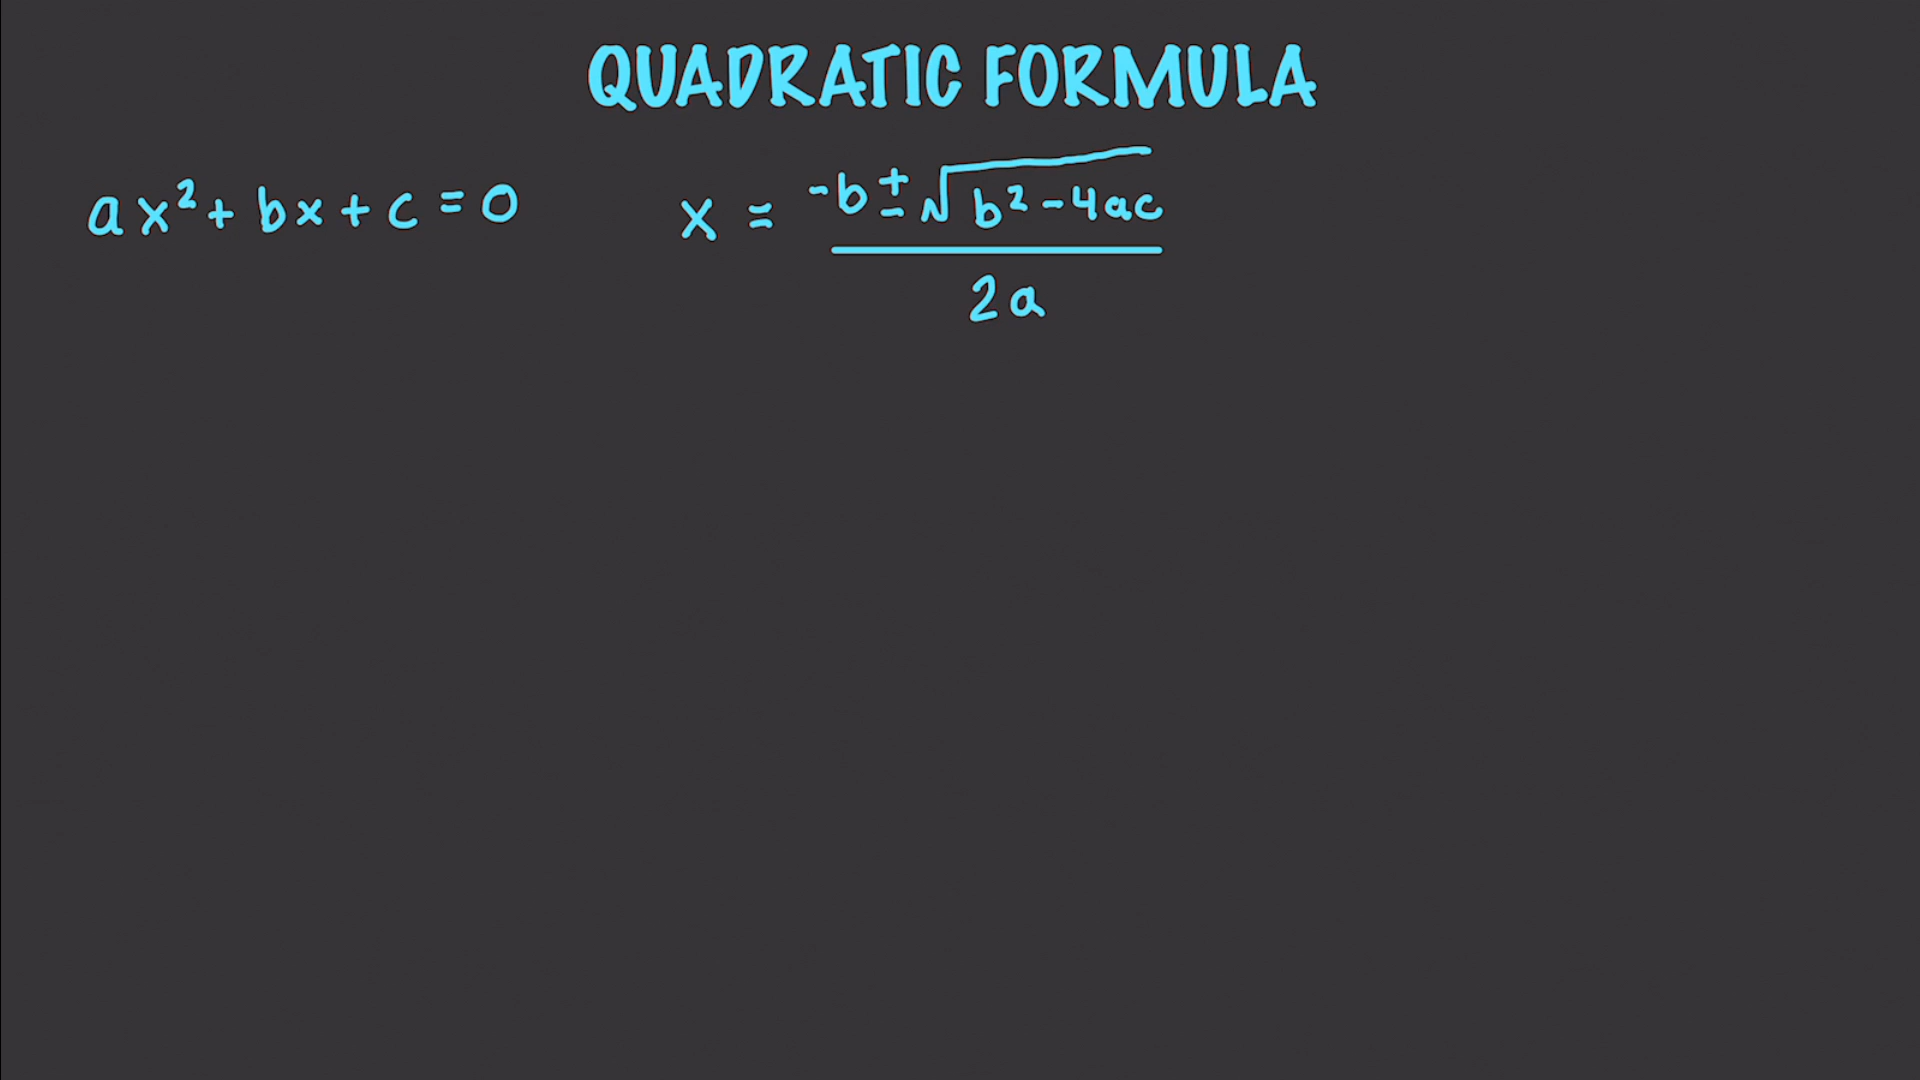 QUADRATIC FORMULA
ax²+bx+c=0
x = -b±√b²-4ac
2a